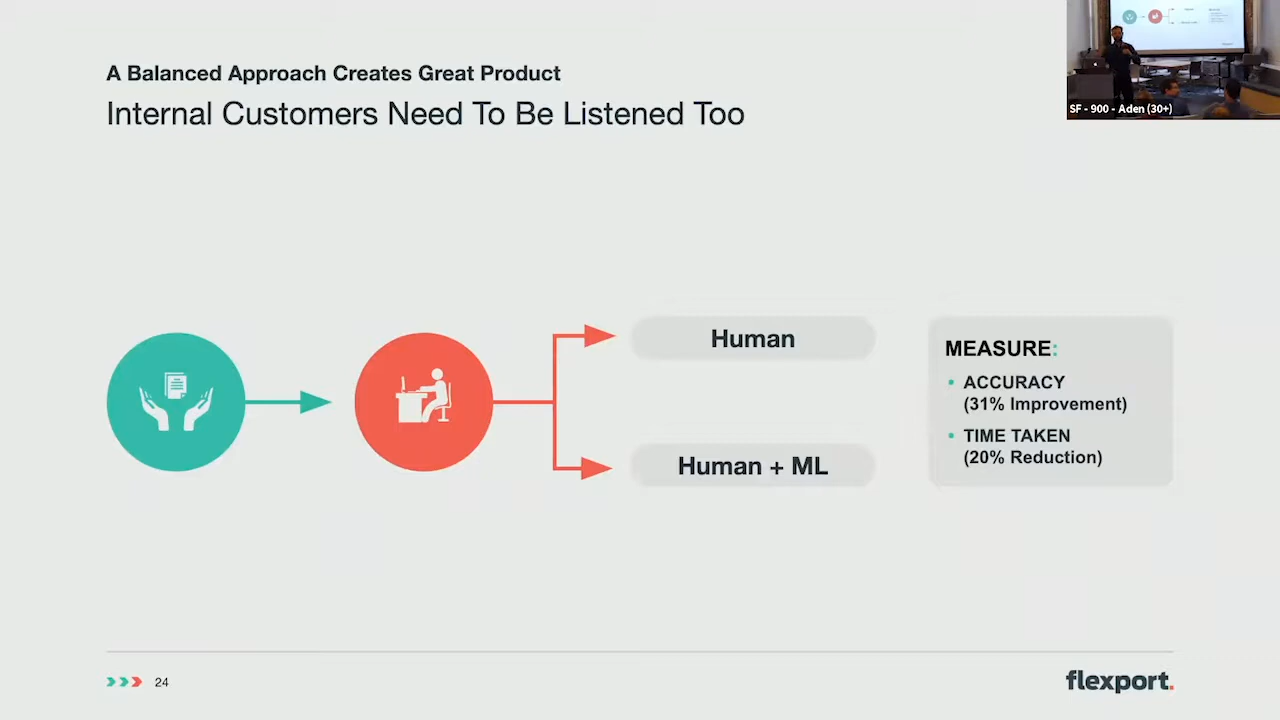 A Balanced Approach Creates Great Product
Internal Customers Need To Be Listened Too
SF - 900 - Aden (30+)
Human
Human + ML
MEASURE:
• ACCURACY
(31% Improvement)
• TIME TAKEN
(20% Reduction)
24
flexport.